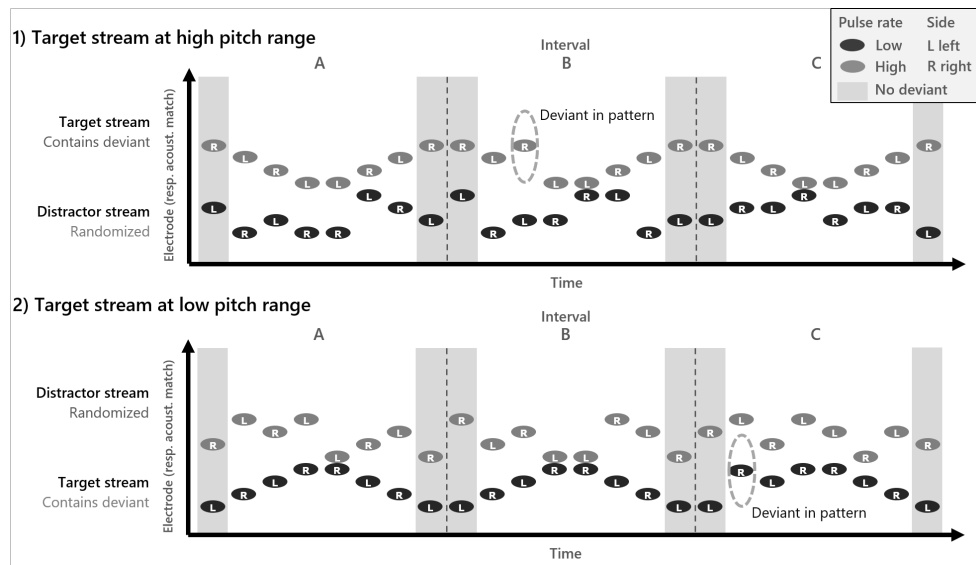 1) Target stream at high pitch range
Pulse rate Side
Low L left
High R right
No deviant
Interval
A B C
Electrode (resp. acoust. match)
Target stream
Contains deviant
Deviant in pattern
R L R L L R L R R L R L L R L R R L R L L R L R
Distractor stream
Randomized
L R L R R L R L L R L R R L R L L R L R R L R L
Time
2) Target stream at low pitch range
Interval
A B C
Electrode (resp. acoust. match)
Distractor stream
Randomized
R L R L L R L R R L R L L R L R R L R L L R L R
Target stream
Contains deviant
L R L R R L R L L R L R R L R L L R L R R L R L
Deviant in pattern
Time